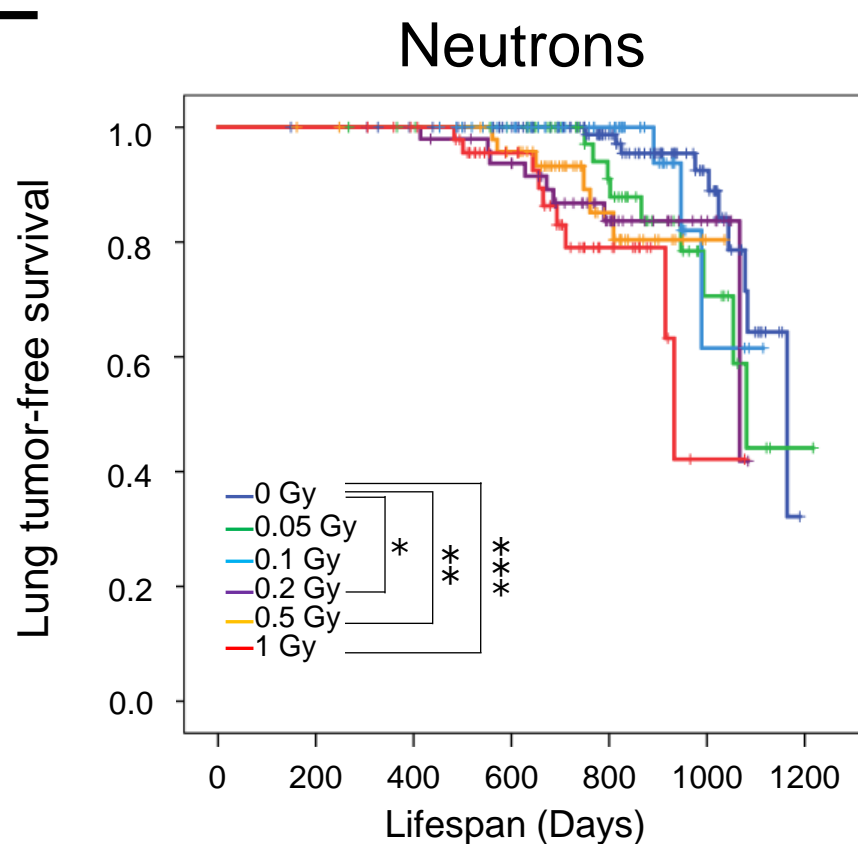 Neutrons
Lung tumor-free survival
1.0
0.8
0.6
0.4
0.2
0.0
0 Gy
0.05 Gy
0.1 Gy
0.2 Gy
0.5 Gy
1 Gy
*
**
***
0 200 400 600 800 1000 1200
Lifespan (Days)